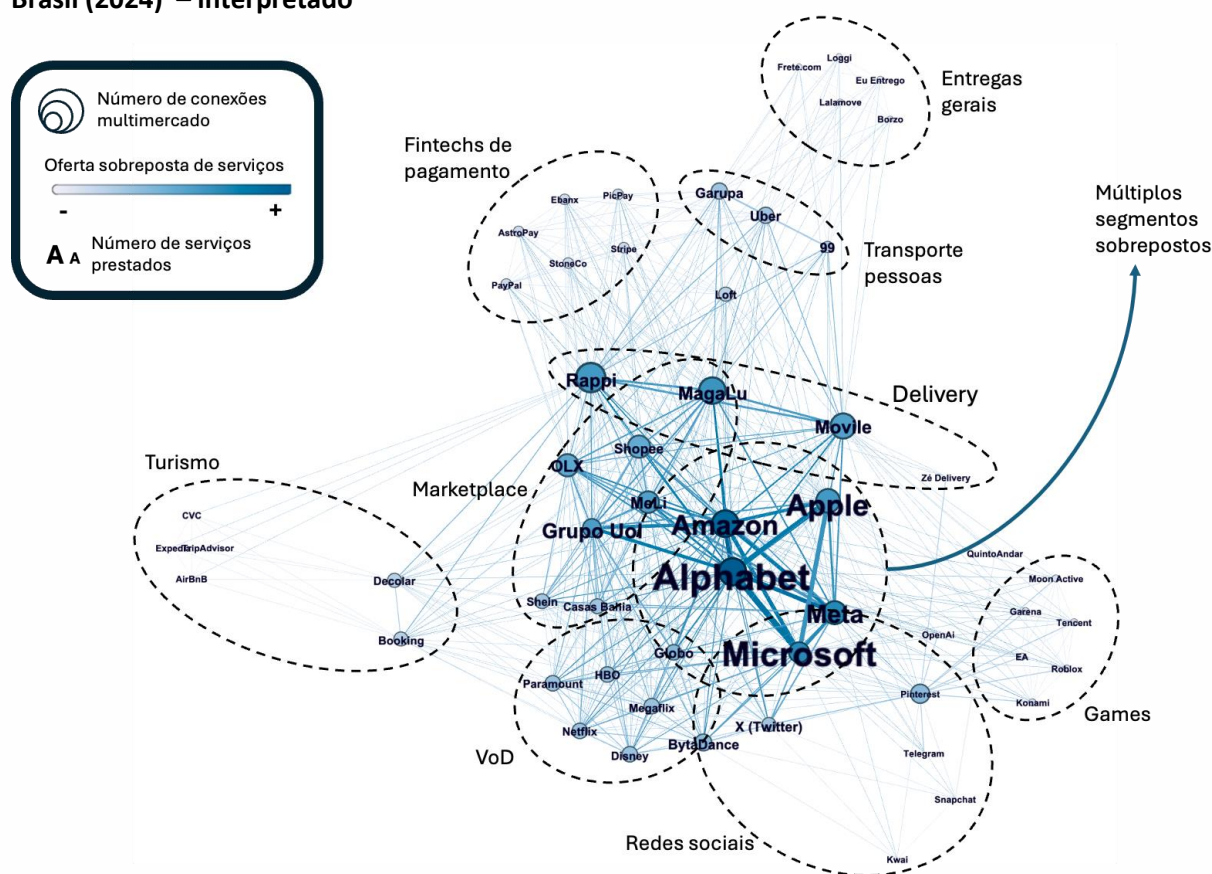 Brasil (2024) – interpretado
Número de conexões
multimercado
Oferta sobreposta de serviços
- +
A A Número de serviços
prestados
Entregas
gerais
Frete.com
Loggi
Eu Entrego
Lalamove
Borzo
Fintechs de
pagamento
Ebanx
PicPay
AstroPay
Stripe
StoneCo
PayPal
Garupa
Uber
99
Transporte
pessoas
Loft
Múltiplos
segmentos
sobrepostos
Rappi
MagaLu
Delivery
Movile
Zé Delivery
Turismo
CVC
Expedia
TripAdvisor
AirBnB
Decolar
Booking
Marketplace
Shopee
OLX
MeLi
Grupo Uol
Shein
Casas Bahia
Amazon
Apple
Alphabet
Meta
Microsoft
QuintoAndar
Moon Active
Garena
Tencent
EA
Roblox
Konami
Games
OpenAi
Pinterest
Globo
HBO
Paramount
Megaflix
Netflix
Disney
VoD
BytaDance
X (Twitter)
Telegram
Snapchat
Kwai
Redes sociais